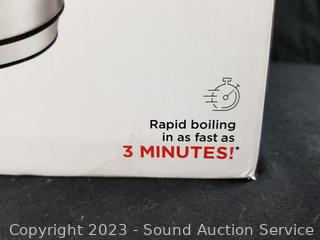 Rapid boiling
in as fast as
3 MINUTES!*
Copyright 2023 - Sound Auction Service